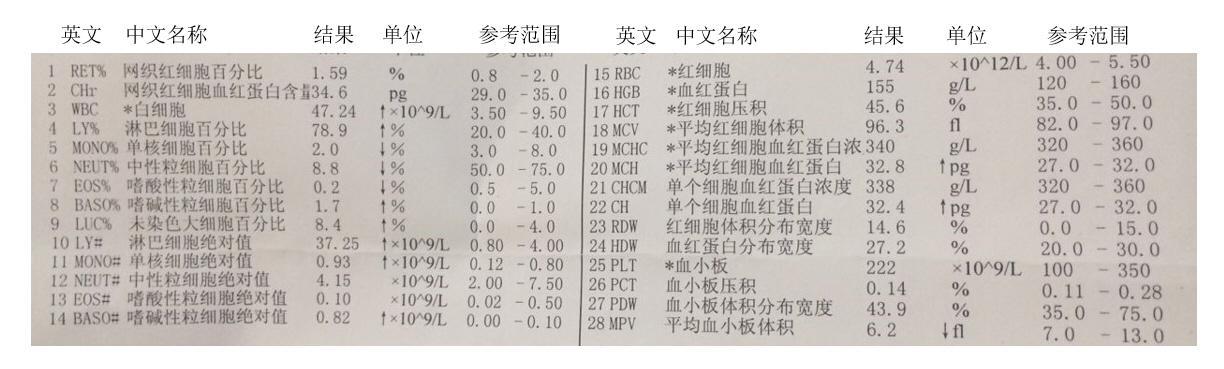 英文 中文名称 结果 单位 参考范围
1 RET% 网织红细胞百分比 1.59 % 0.8 -2.0
2 CHr 网织红细胞血红蛋白含量34.6 pg 29.0 -35.0
3 WBC *白细胞 47.24 ↑×10^9/L 3.50 -9.50
4 LY% 淋巴细胞百分比 78.9 ↑% 20.0 -40.0
5 MONO% 单核细胞百分比 2.0 ↓% 3.0 -8.0
6 NEUT% 中性粒细胞百分比 8.8 ↓% 50.0 -75.0
7 EOS% 嗜酸性粒细胞百分比 0.2 ↓% 0.5 -5.0
8 BASO% 嗜碱性粒细胞百分比 1.7 ↑% 0.0 -1.0
9 LUC% 未染色大细胞百分比 8.4 ↑% 0.0 -4.0
10 LY# 淋巴细胞绝对值 37.25 ↑×10^9/L 0.80 -4.00
11 MONO# 单核细胞绝对值 0.93 ↑×10^9/L 0.12 -0.80
12 NEUT# 中性粒细胞绝对值 4.15 ×10^9/L 2.00 -7.50
13 EOS# 嗜酸性粒细胞绝对值 0.10 ×10^9/L 0.02 -0.50
14 BASO# 嗜碱性粒细胞绝对值 0.82 ↑×10^9/L 0.00 -0.10
英文 中文名称 结果 单位 参考范围
15 RBC *红细胞 4.74 ×10^12/L 4.00 - 5.50
16 HGB *血红蛋白 155 g/L 120 - 160
17 HCT *红细胞压积 45.6 % 35.0 - 50.0
18 MCV *平均红细胞体积 96.3 fl 82.0 - 97.0
19 MCHC *平均红细胞血红蛋白浓340 g/L 320 - 360
20 MCH *平均红细胞血红蛋白 32.8 ↑pg 27.0 - 32.0
21 CHCM 单个细胞血红蛋白浓度 338 g/L 320 - 360
22 CH 单个细胞血红蛋白 32.4 ↑pg 27.0 - 32.0
23 RDW 红细胞体积分布宽度 14.6 % 0.0 - 15.0
24 HDW 血红蛋白分布宽度 27.2 % 20.0 - 30.0
25 PLT *血小板 222 ×10^9/L 100 - 350
26 PCT 血小板压积 0.14 % 0.11 - 0.28
27 PDW 血小板体积分布宽度 43.9 % 35.0 - 75.0
28 MPV 平均血小板体积 6.2 ↓fl 7.0 - 13.0